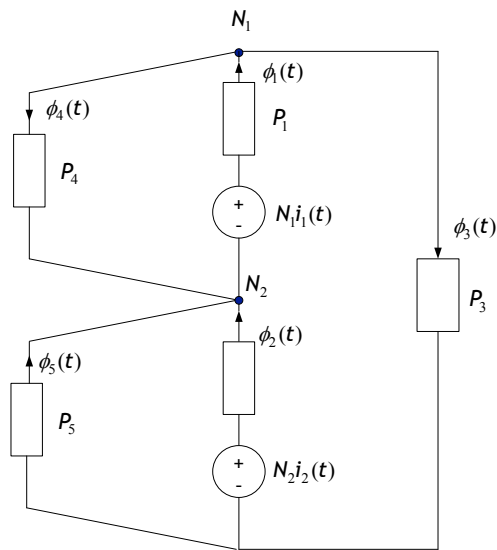 N₁
ϕ₁(t)
ϕ₄(t)
P₁
P₄
+
-
N₁i₁(t)
ϕ₃(t)
N₂
P₃
ϕ₂(t)
ϕ₅(t)
P₅
+
-
N₂i₂(t)